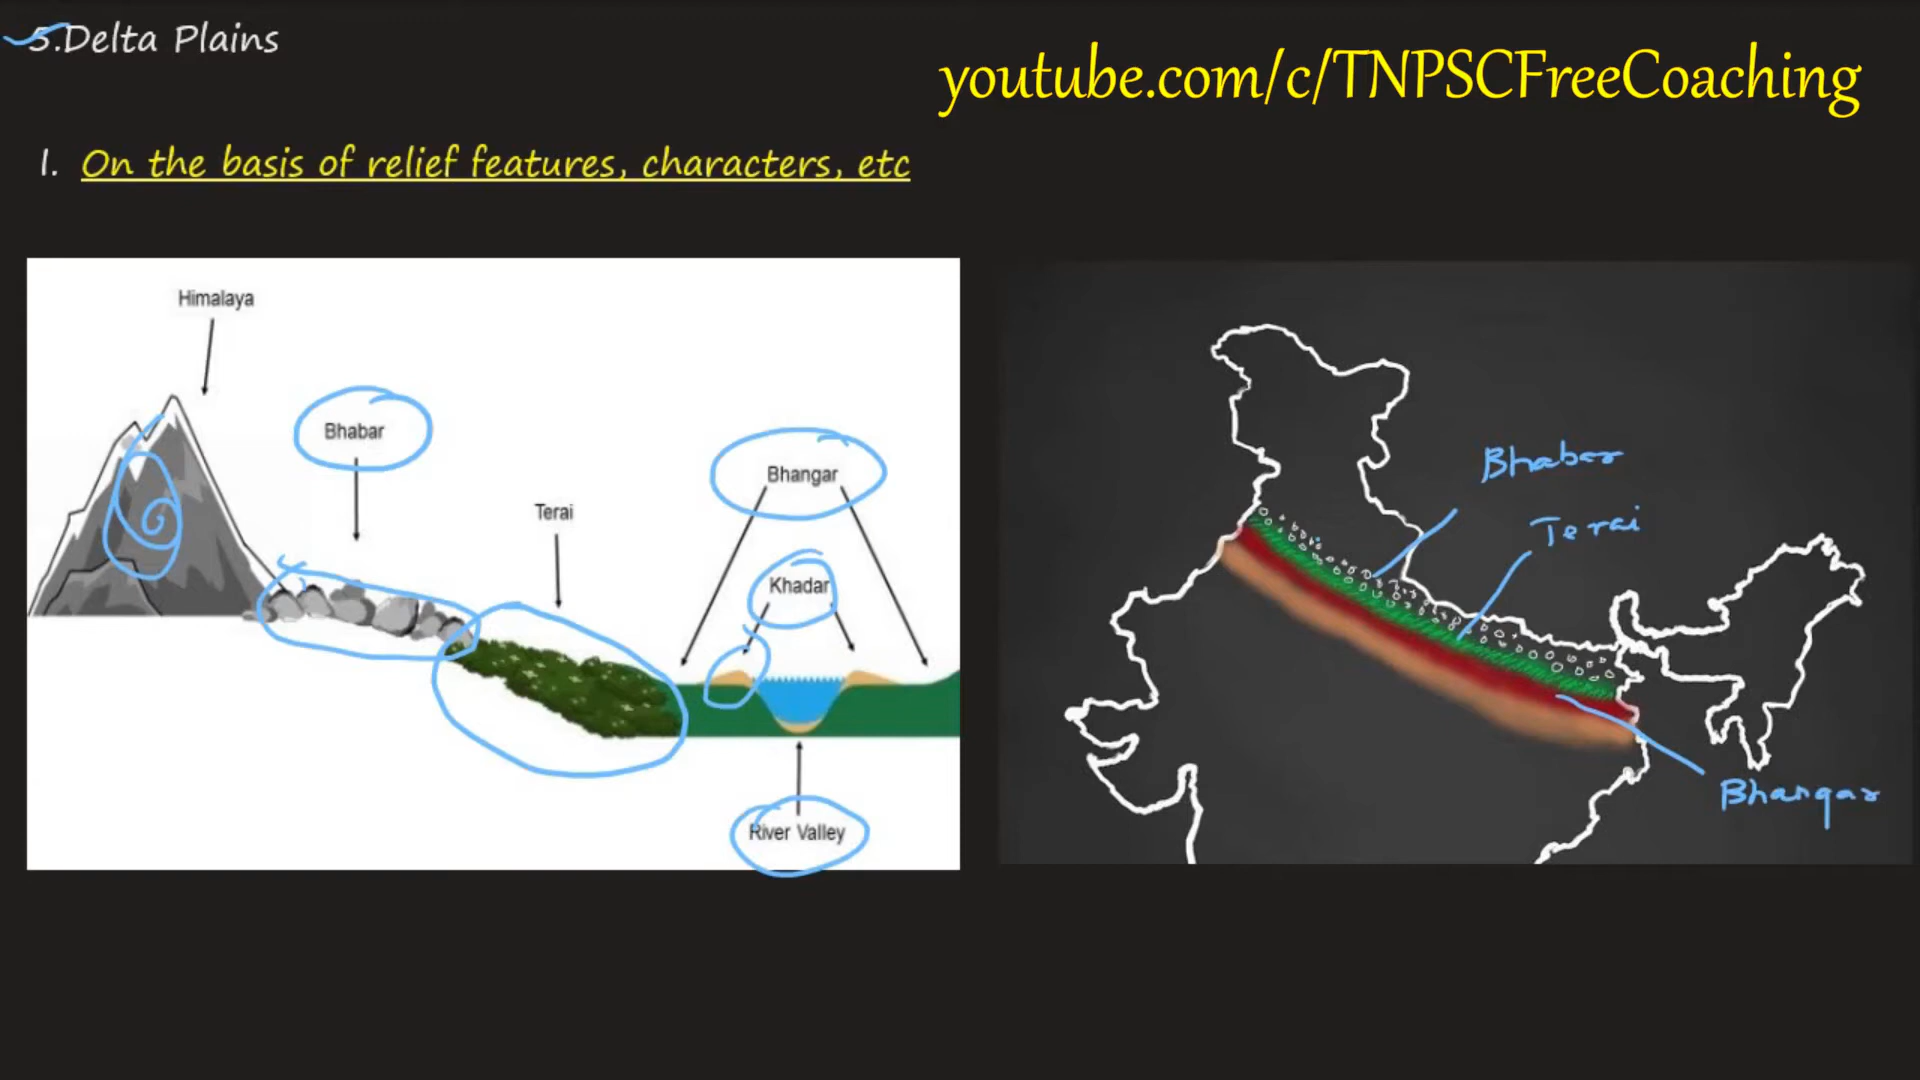 5.Delta Plains
youtube.com/c/TNPSCFreeCoaching
I. On the basis of relief features, characters, etc
Himalaya
Bhabar
Terai
Bhangar
Khadar
River Valley
Bhabar
Terai
Bhangar